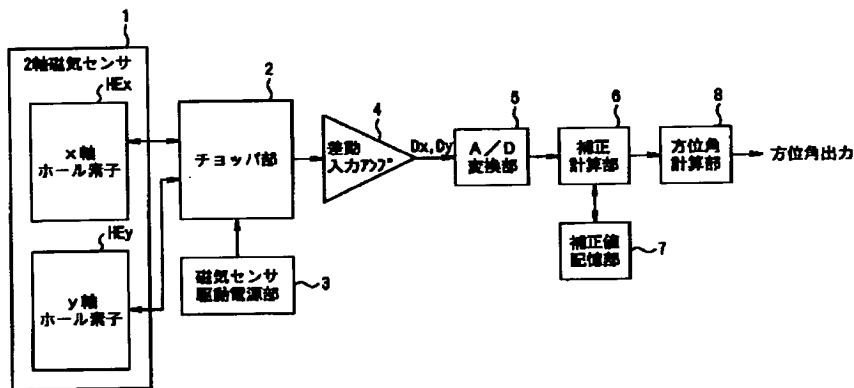 1
2軸磁気センサ
HEx
x軸
ホール素子
HEy
y軸
ホール素子
2
チョッパ部
磁気センサ
駆動電源部
3
4
差動
入力アンプ
Dx,Dy
5
A/D
変換部
6
補正
計算部
補正値
記憶部
7
8
方位角
計算部
方位角出力